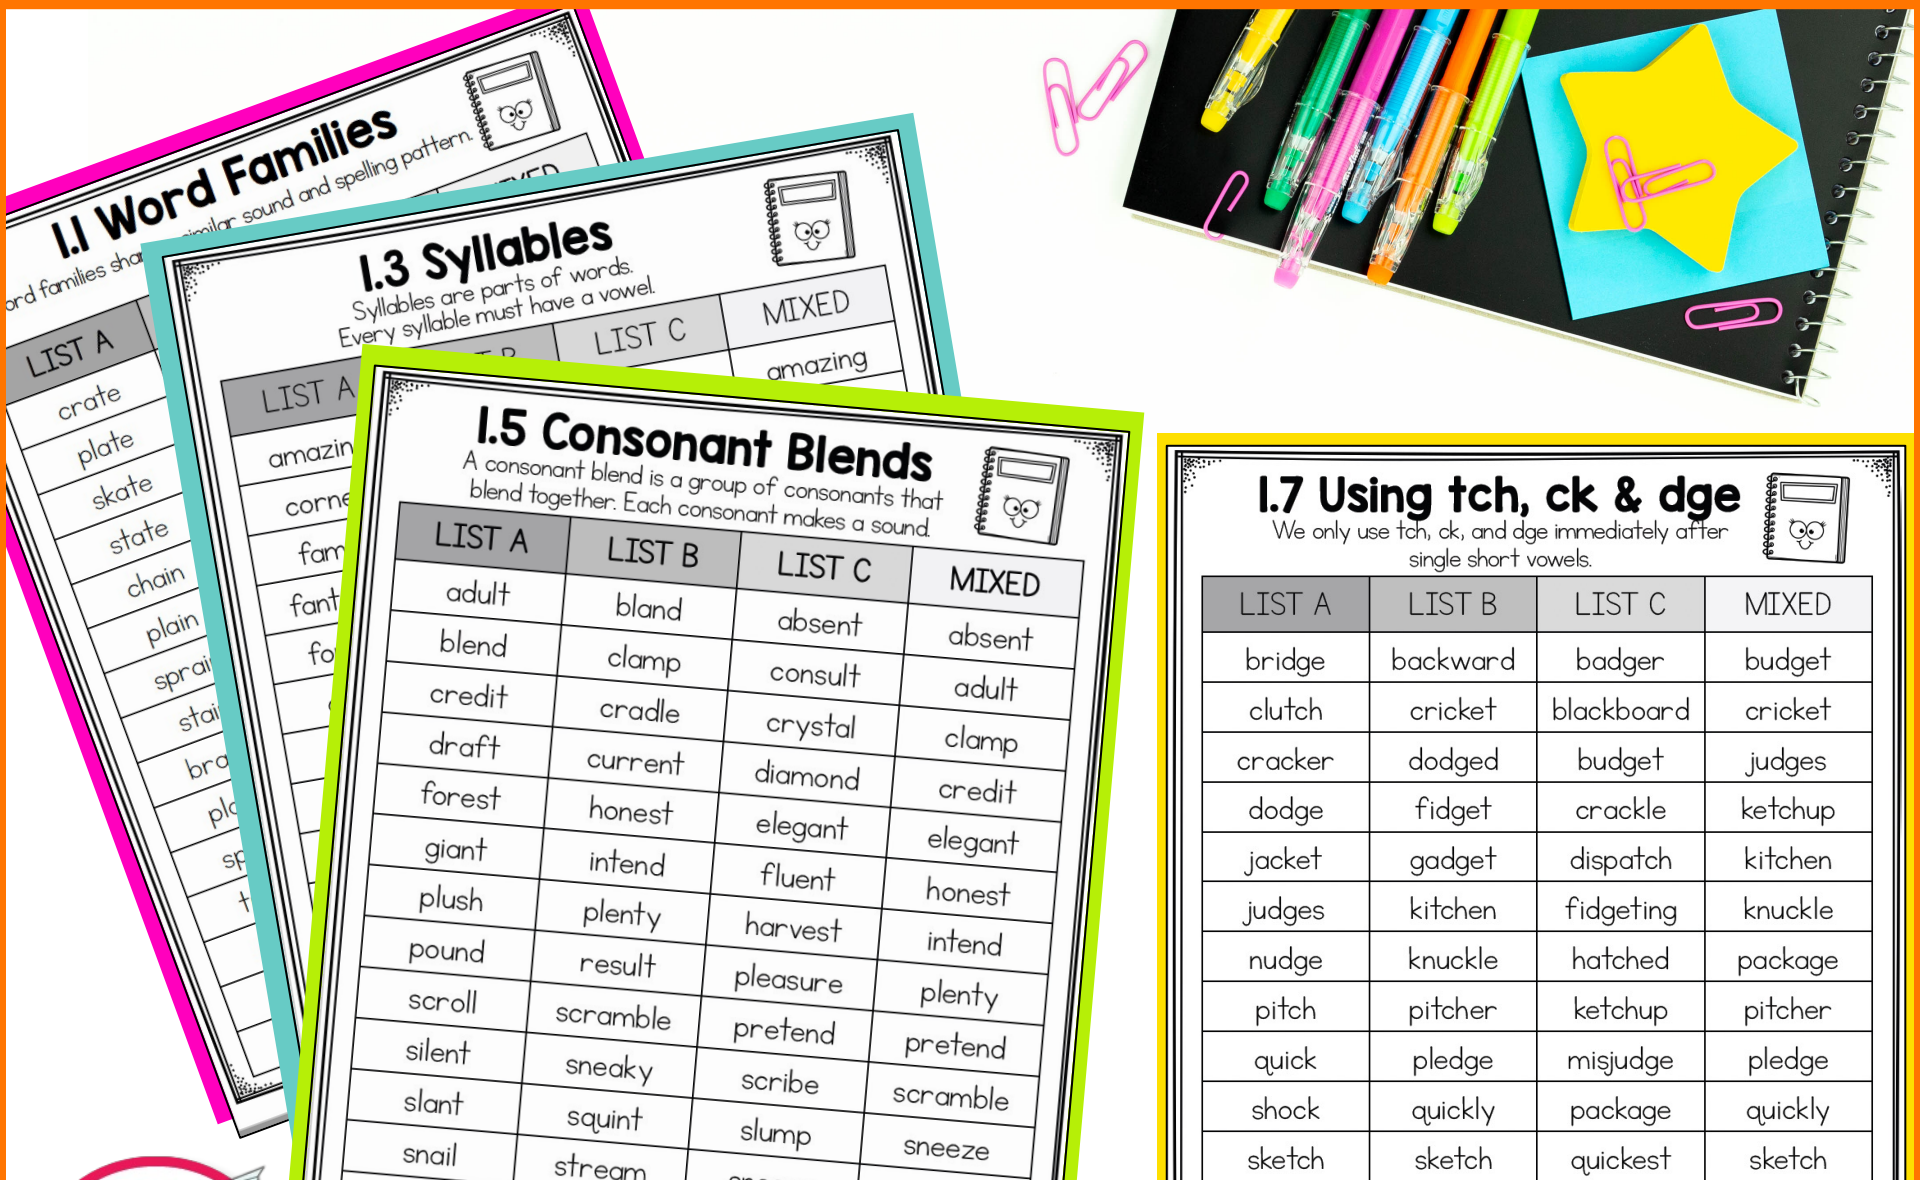 1.1 Word Families
similar sound and spelling pattern.
LIST A
crate
plate
skate
state
chain
plain
1.3 Syllables
Syllables are parts of words.
Every syllable must have a vowel.
LIST A LIST C MIXED
amazing
1.5 Consonant Blends
A consonant blend is a group of consonants that
blend together. Each consonant makes a sound.
LIST A LIST B LIST C MIXED
adult bland absent absent
blend clamp consult adult
credit cradle crystal clamp
draft current diamond credit
forest honest elegant elegant
giant intend fluent honest
plush plenty harvest intend
pound result pleasure plenty
scroll scramble pretend pretend
silent sneaky scribe scramble
slant squint slump sneeze
snail stream
1.7 Using tch, ck & dge
We only use tch, ck, and dge immediately after
single short vowels.
LIST A LIST B LIST C MIXED
bridge backward badger budget
clutch cricket blackboard cricket
cracker dodged budget judges
dodge fidget crackle ketchup
jacket gadget dispatch kitchen
judges kitchen fidgeting knuckle
nudge knuckle hatched package
pitch pitcher ketchup pitcher
quick pledge misjudge pledge
shock quickly package quickly
sketch sketch quickest sketch